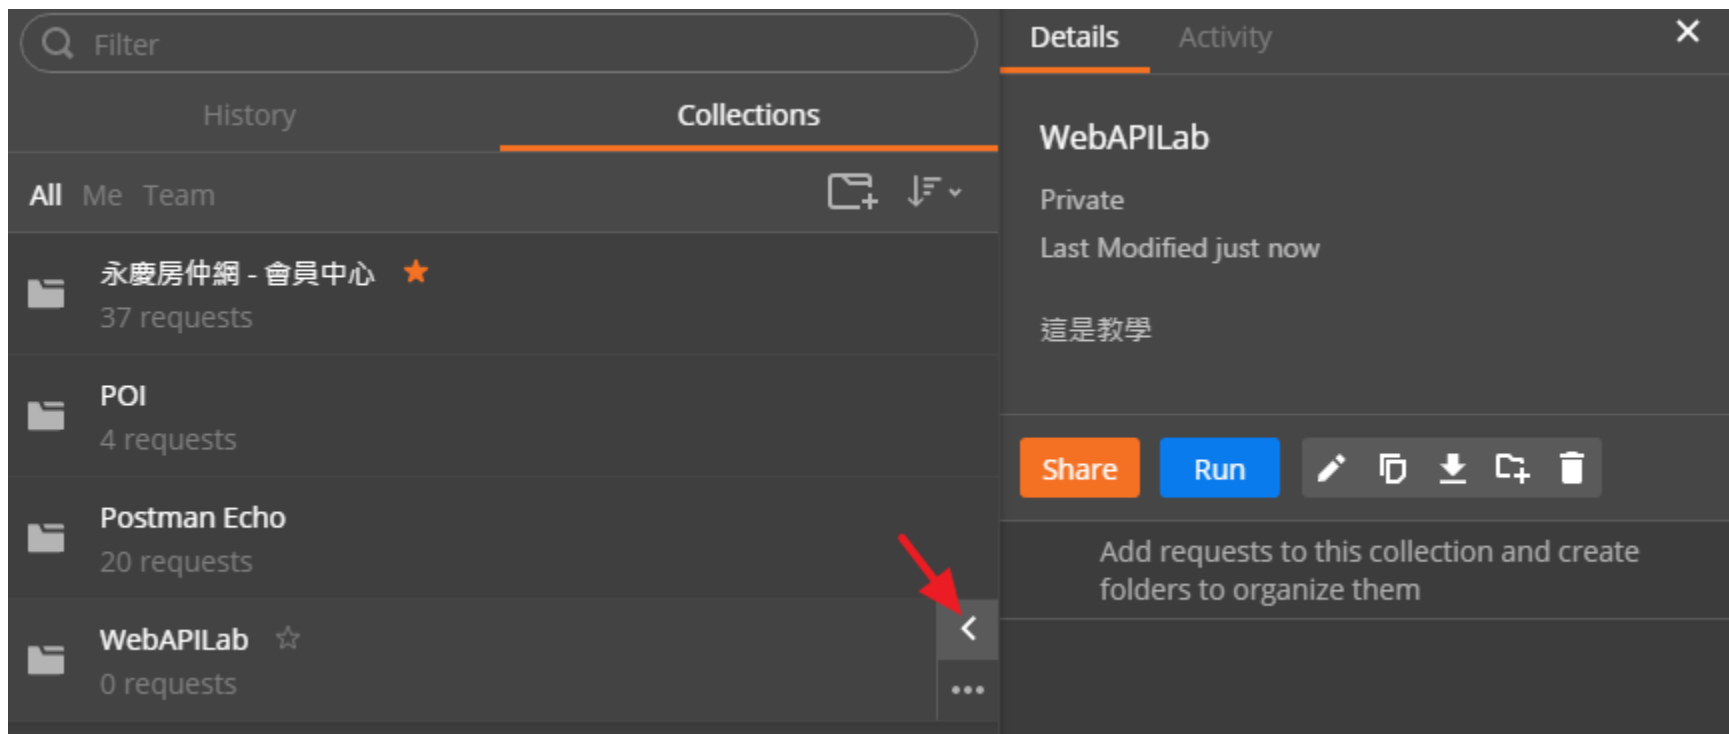 Filter
History
Collections
All Me Team
永慶房仲網 - 會員中心
37 requests
POI
4 requests
Postman Echo
20 requests
WebAPILab
0 requests
Details
Activity
WebAPILab
Private
Last Modified just now
這是教學
Share
Run
Add requests to this collection and create
folders to organize them